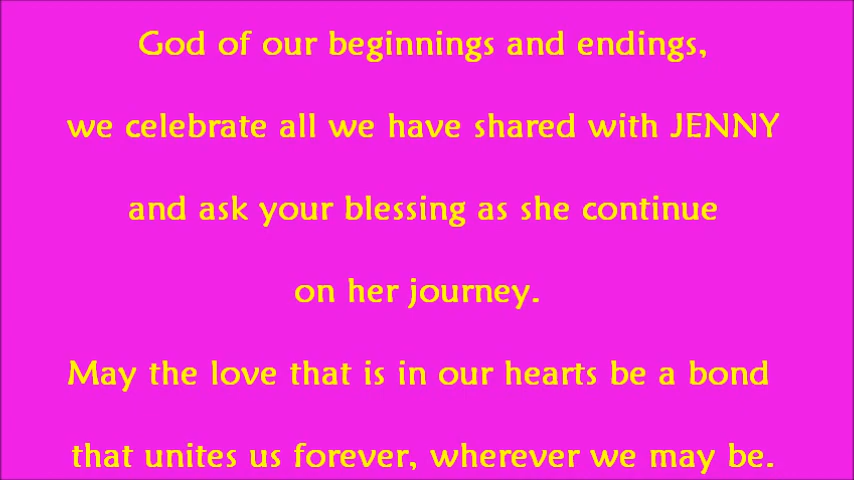 God of our beginnings and endings,
we celebrate all we have shared with JENNY
and ask your blessing as she continue
on her journey.
May the love that is in our hearts be a bond
that unites us forever, wherever we may be.